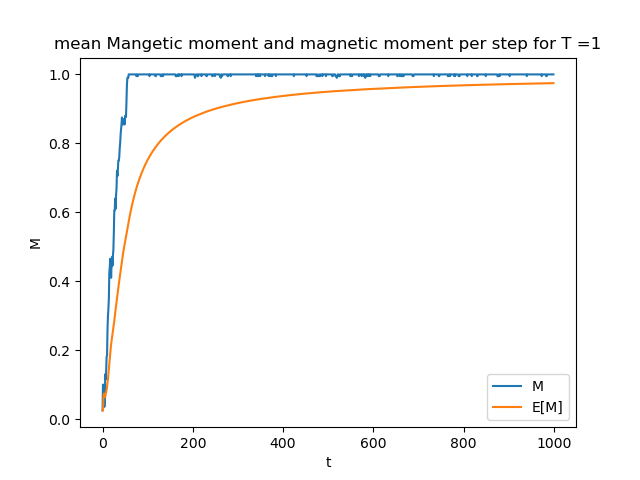 mean Mangetic moment and magnetic moment per step for T =1
1.0
0.8
0.6
0.4
0.2
0.0
M
0 200 400 600 800 1000
t
M
E[M]